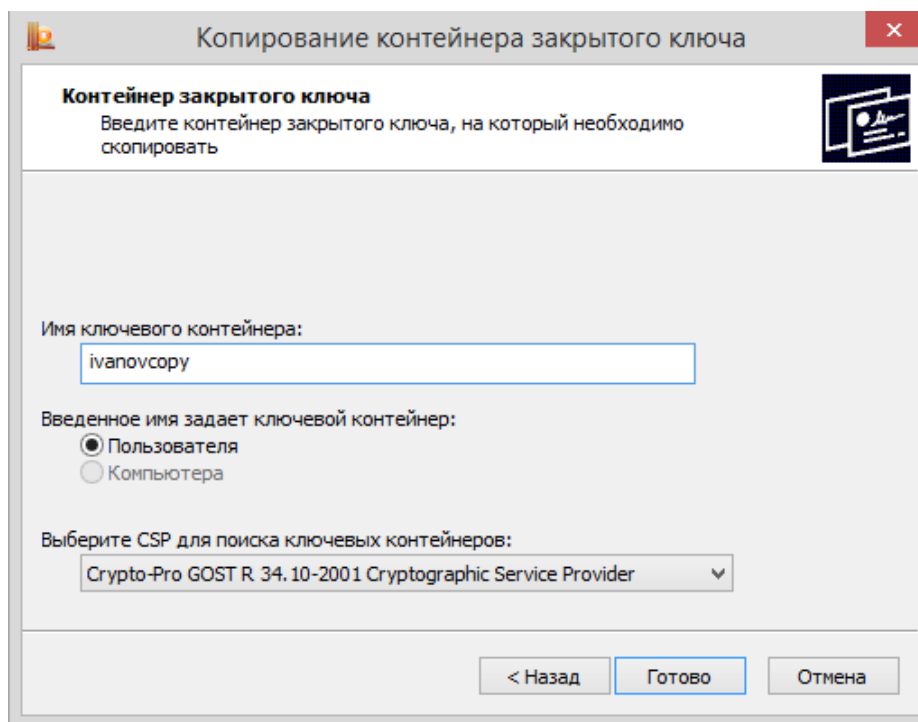 Копирование контейнера закрытого ключа
Контейнер закрытого ключа
Введите контейнер закрытого ключа, на который необходимо
скопировать
Имя ключевого контейнера:
ivanovcopy
Введенное имя задает ключевой контейнер:
Пользователя
Компьютера
Выберите CSP для поиска ключевых контейнеров:
Crypto-Pro GOST R 34.10-2001 Cryptographic Service Provider
< Назад Готово Отмена